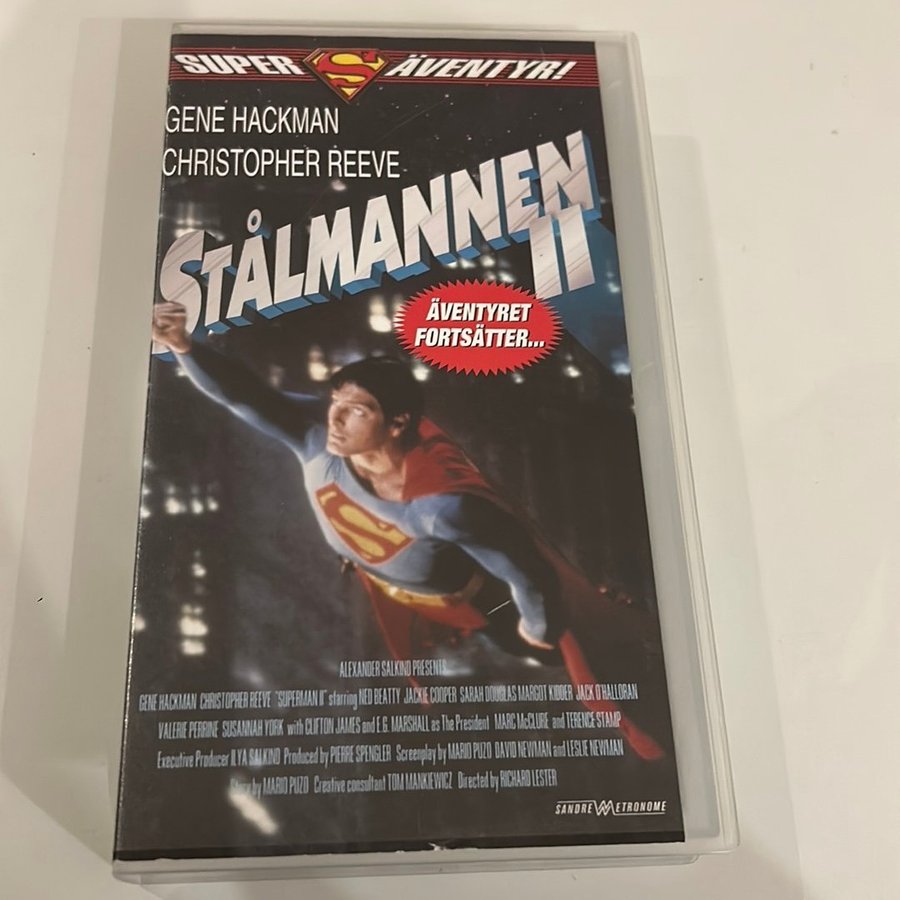 SUPER S ÄVENTYR!
GENE HACKMAN
CHRISTOPHER REEVE
STÅLMANNEN
II
ÄVENTYRET
FORTSÄTTER...
S
ALEXANDER SALKIND PRESENTS
GENE HACKMAN CHRISTOPHER REEVE "SUPERMAN II" starring NED BEATTY JACKIE COOPER SARAH DOUGLAS MARGOT KIDDER JACK O'HALLORAN
VALERIE PERRINE SUSANNAH YORK with CLIFTON JAMES and E.G. MARSHALL as The President MARC McCLURE and TERENCE STAMP
Executive Producer ILYA SALKIND Produced by PIERRE SPENGLER Screenplay by MARIO PUZO DAVID NEWMAN and LESLIE NEWMAN
Story by MARIO PUZO Creative consultant TOM MANKIEWICZ Directed by RICHARD LESTER
SANDREW METRONOME